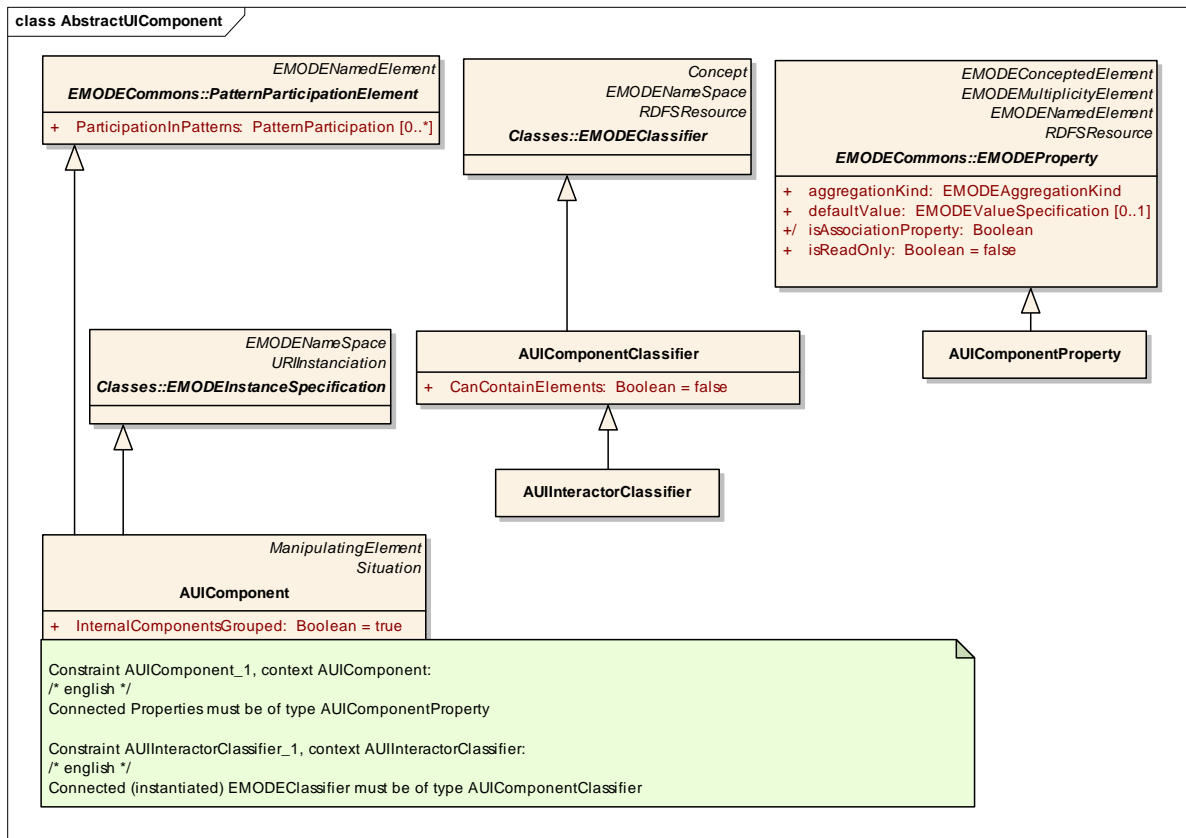 class AbstractUIComponent
EMODENamedElement
EMODECommons::PatternParticipationElement
+ ParticipationInPatterns: PatternParticipation [0..*]
Concept
EMODENameSpace
RDFSResource
Classes::EMODEClassifier
EMODEConceptedElement
EMODEMultiplicityElement
EMODENamedElement
RDFSResource
EMODECommons::EMODEProperty
+ aggregationKind: EMODEAggregationKind
+ defaultValue: EMODEValueSpecification [0..1]
+/ isAssociationProperty: Boolean
+ isReadOnly: Boolean = false
EMODENameSpace
URIInstanciation
Classes::EMODEInstanceSpecification
AUIComponentClassifier
+ CanContainElements: Boolean = false
AUIComponentProperty
AUIInteractorClassifier
ManipulatingElement
Situation
AUIComponent
+ InternalComponentsGrouped: Boolean = true
Constraint AUIComponent_1, context AUIComponent:
/* english */
Connected Properties must be of type AUIComponentProperty
Constraint AUIInteractorClassifier_1, context AUIInteractorClassifier:
/* english */
Connected (instantiated) EMODEClassifier must be of type AUIComponentClassifier